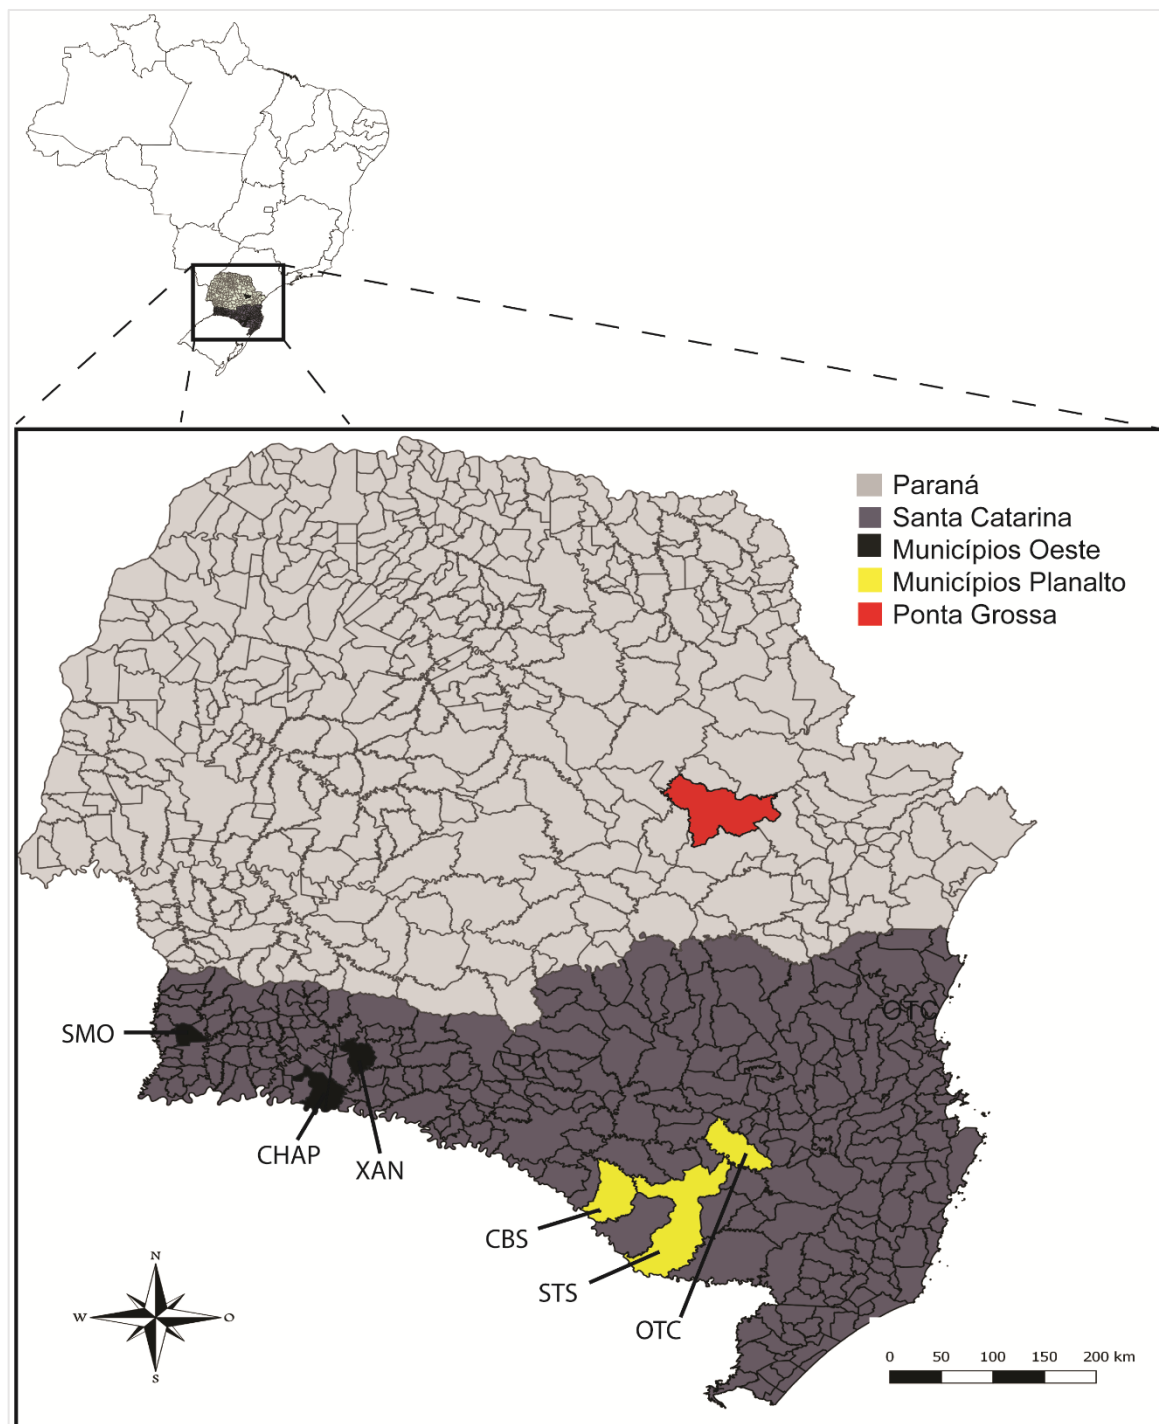 Paraná
Santa Catarina
Municípios Oeste
Municípios Planalto
Ponta Grossa
OTC
SMO
CHAP
XAN
CBS
STS
OTC
N
W
O
S
0 50 100 150 200 km